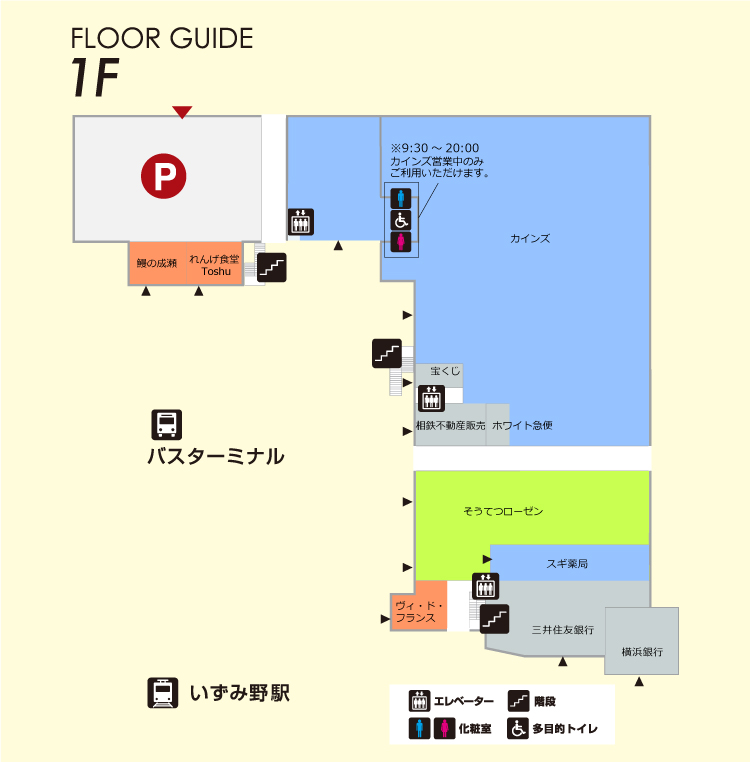 FLOOR GUIDE
1F
P
※9:30 ～ 20:00
カインズ営業中のみ
ご利用いただけます。
カインズ
鰻の成瀬
れんげ食堂
Toshu
宝くじ
相鉄不動産販売
ホワイト急便
バスターミナル
そうてつローゼン
スギ薬局
ヴィ・ド・
フランス
三井住友銀行
横浜銀行
いずみ野駅
エレベーター
階段
化粧室
多目的トイレ